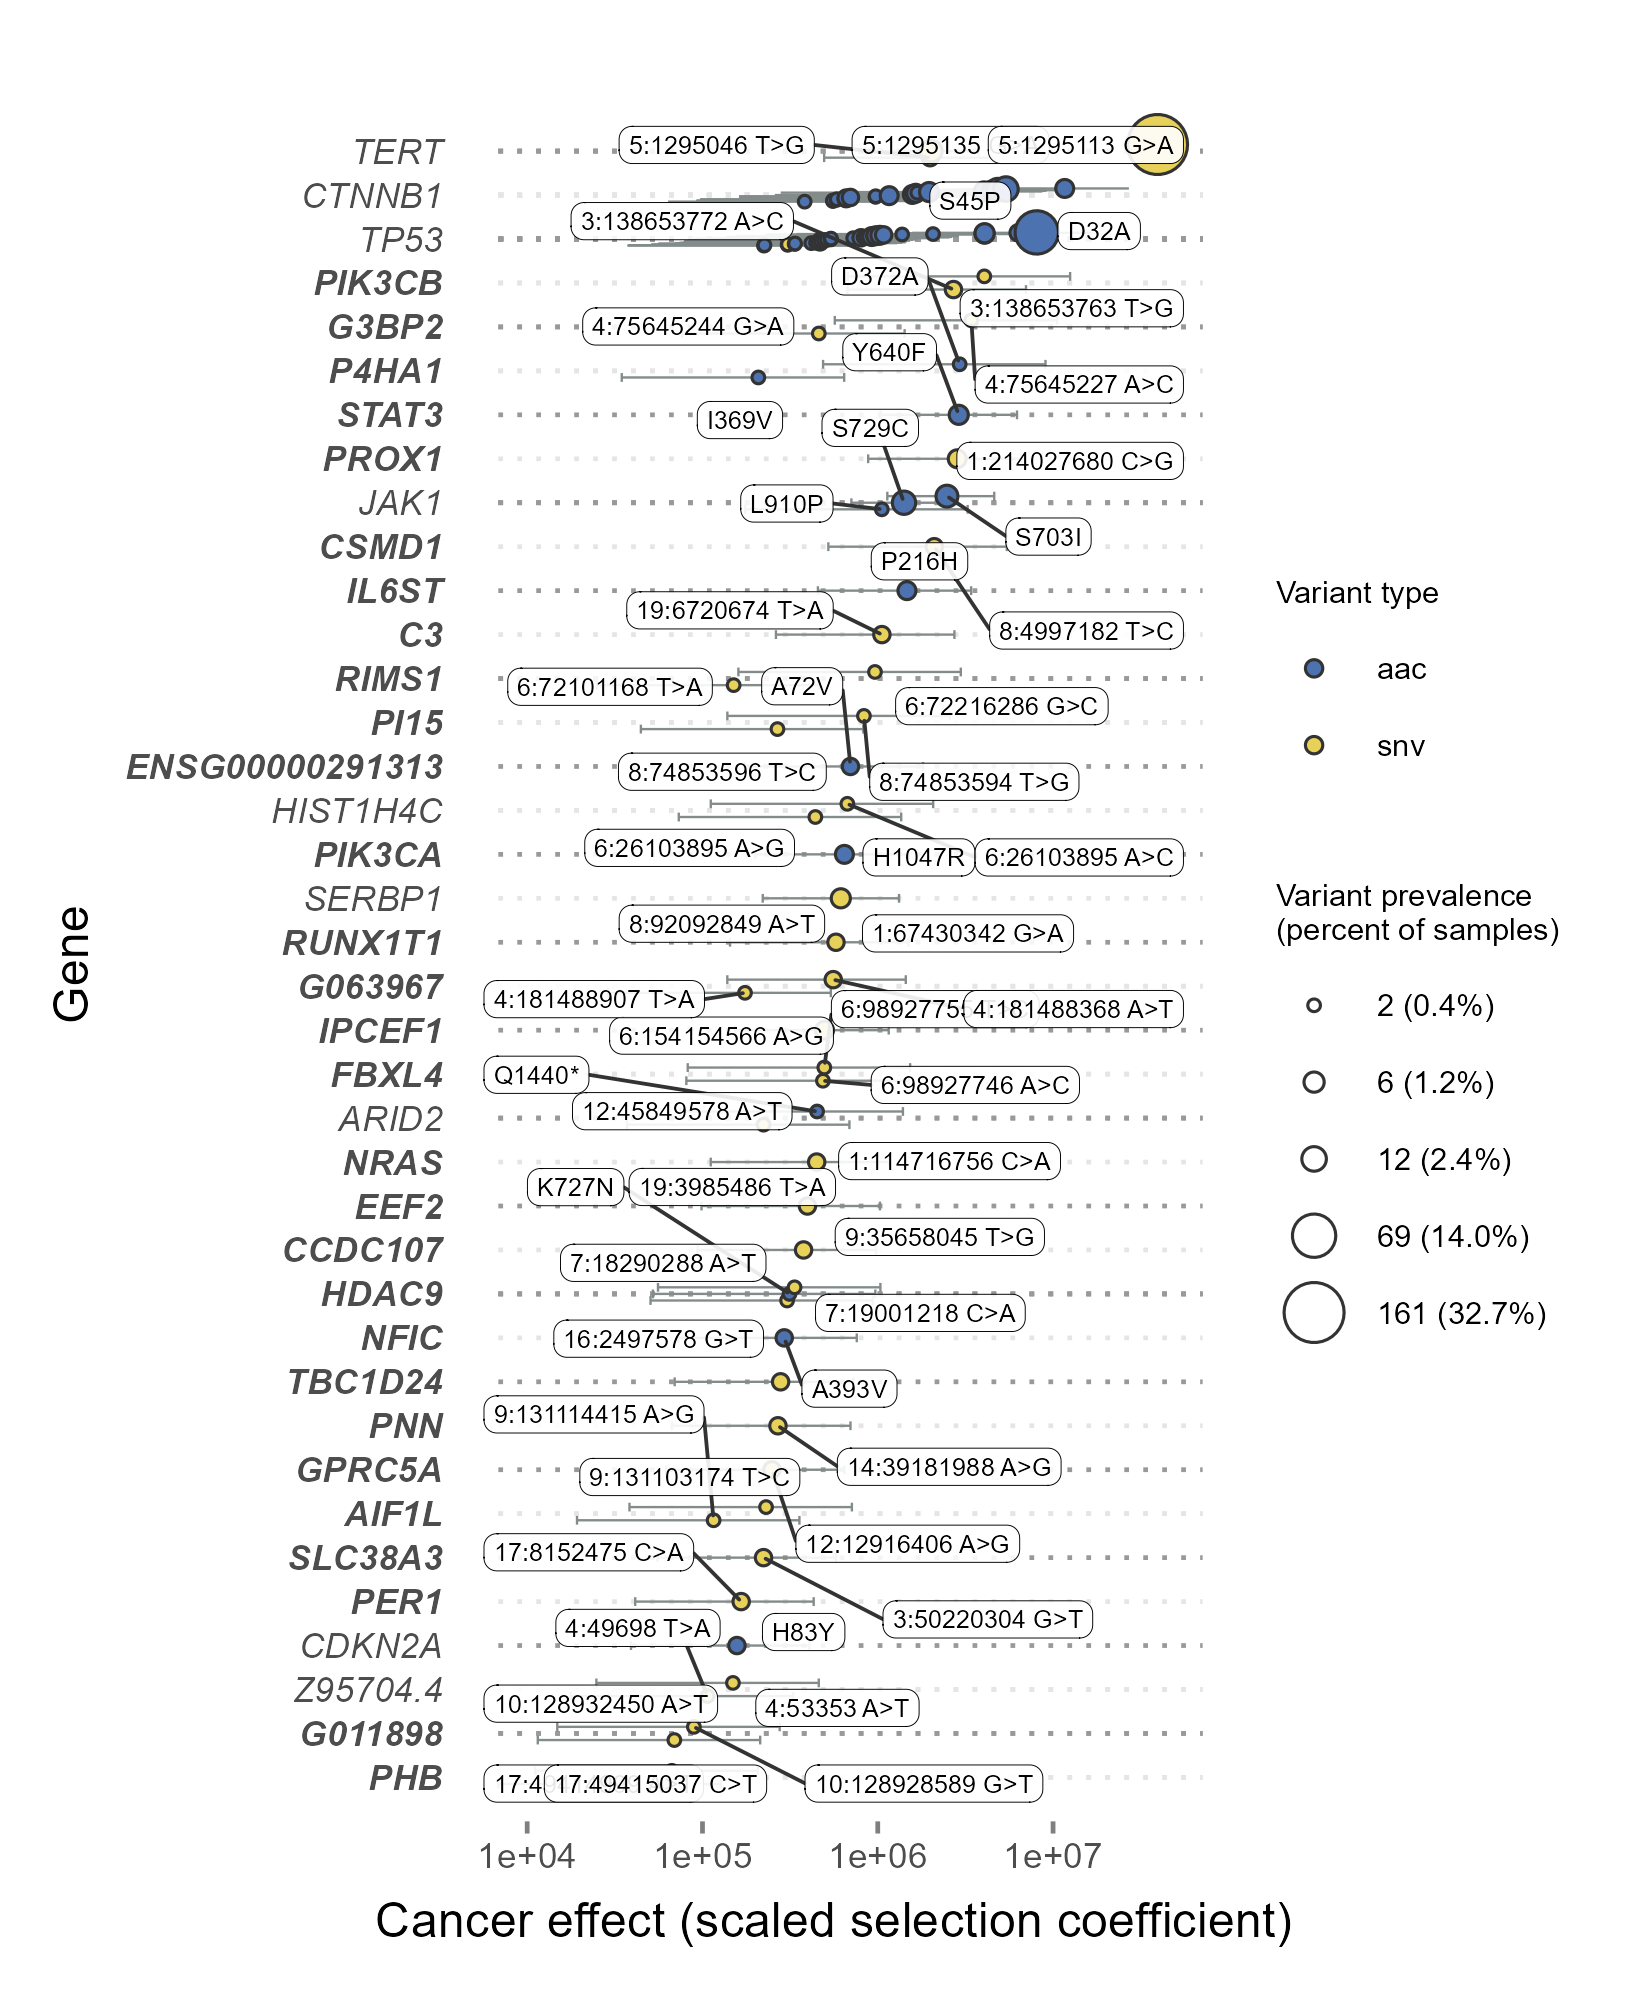 TERT
5:1295046 T>G
5:1295135
5:1295113 G>A
CTNNB1
S45P
3:138653772 A>C
TP53
D32A
PIK3CB
D372A
3:138653763 T>G
G3BP2
4:75645244 G>A
Y640F
P4HA1
4:75645227 A>C
STAT3
I369V
S729C
PROX1
1:214027680 C>G
JAK1
L910P
S703I
CSMD1
P216H
IL6ST
19:6720674 T>A
C3
8:4997182 T>C
RIMS1
6:72101168 T>A
A72V
6:72216286 G>C
PI15
ENSG00000291313
8:74853596 T>C
8:74853594 T>G
HIST1H4C
PIK3CA
6:26103895 A>G
H1047R
6:26103895 A>C
SERBP1
8:92092849 A>T
1:67430342 G>A
RUNX1T1
G063967
4:181488907 T>A
6:98927755
4:181488368 A>T
IPCEF1
6:154154566 A>G
FBXL4
Q1440*
6:98927746 A>C
ARID2
12:45849578 A>T
NRAS
1:114716756 C>A
K727N
19:3985486 T>A
EEF2
9:35658045 T>G
CCDC107
7:18290288 A>T
HDAC9
7:19001218 C>A
NFIC
16:2497578 G>T
TBC1D24
A393V
9:131114415 A>G
PNN
14:39181988 A>G
GPRC5A
9:131103174 T>C
AIF1L
12:12916406 A>G
SLC38A3
17:8152475 C>A
PER1
3:50220304 G>T
4:49698 T>A
H83Y
CDKN2A
Z95704.4
10:128932450 A>T
4:53353 A>T
G011898
PHB
17:49415037 C>T
10:128928589 G>T
1e+04
1e+05
1e+06
1e+07
Cancer effect (scaled selection coefficient)
Gene
Variant type
aac
snv
Variant prevalence
(percent of samples)
2 (0.4%)
6 (1.2%)
12 (2.4%)
69 (14.0%)
161 (32.7%)